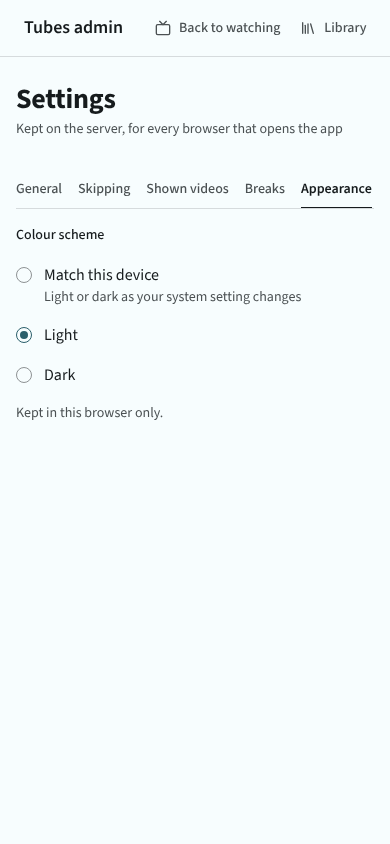 Tubes admin
Back to watching
Library
Settings
Kept on the server, for every browser that opens the app
General
Skipping
Shown videos
Breaks
Appearance
Colour scheme
Match this device
Light or dark as your system setting changes
Light
Dark
Kept in this browser only.